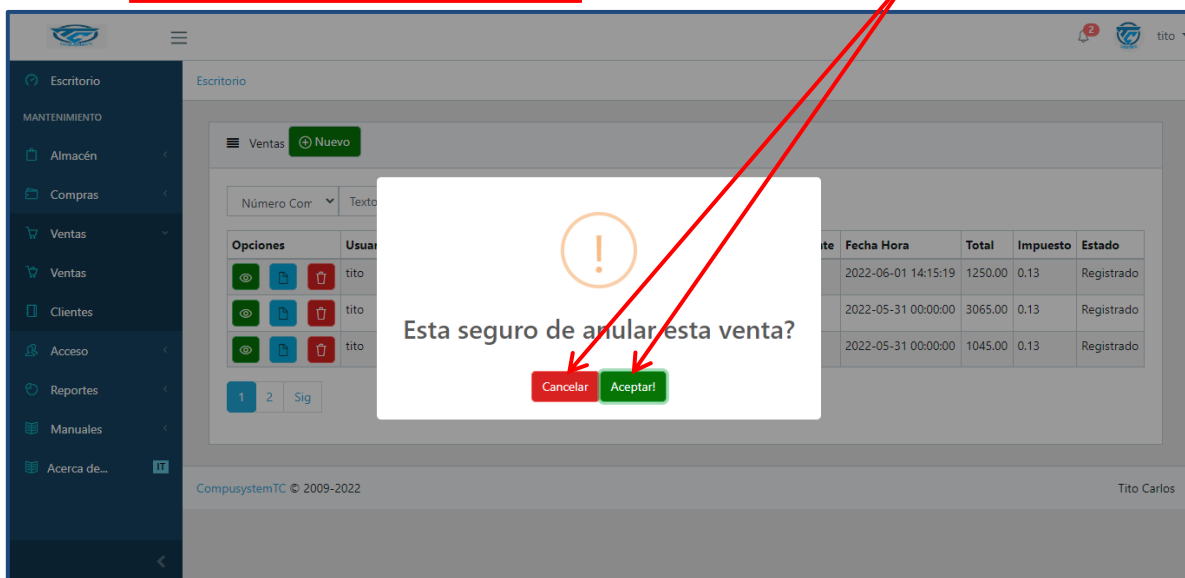 2
tito
Escritorio
Escritorio
MANTENIMIENTO
Almacén
Compras
Ventas
Ventas
Clientes
Acceso
Reportes
Manuales
Acerca de... IT
Ventas Nuevo
Número Com Texto
Opciones Fecha Hora Total Impuesto Estado
tito 2022-06-01 14:15:19 1250.00 0.13 Registrado
tito 2022-05-31 00:00:00 3065.00 0.13 Registrado
tito 2022-05-31 00:00:00 1045.00 0.13 Registrado
Esta seguro de anular esta venta?
Cancelar Aceptar!
1 2 Sig
CompusystemTC © 2009-2022 Tito Carlos